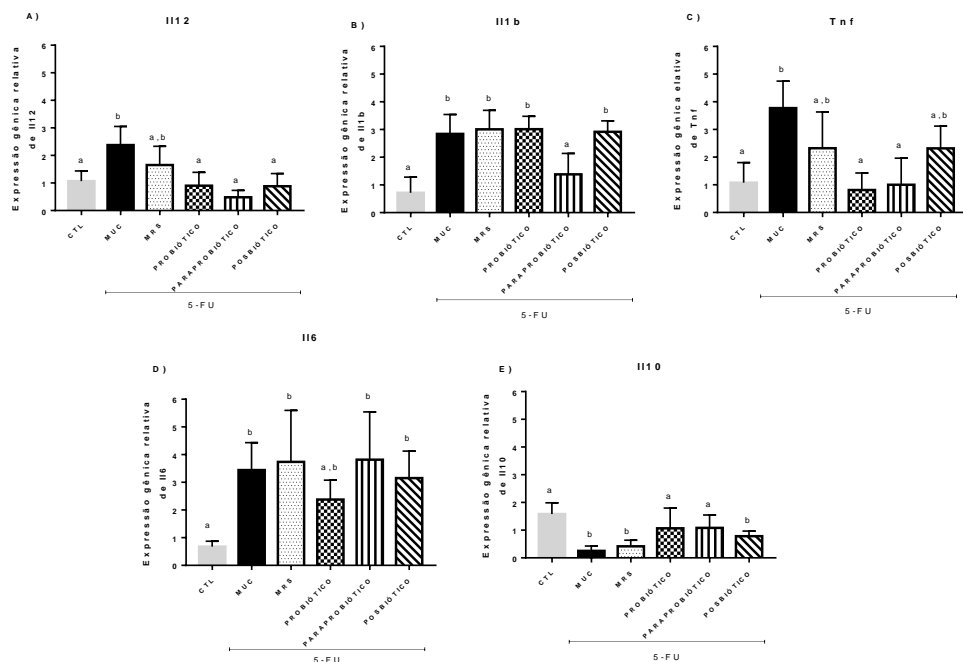 A)
Il12
Expressão gênica relativa
de Il12
6
5
4
3
2
1
0
a
b
a,b
a
a
a
CTL
MUC
MRS
PROBIÓTICO
PARAPROBIÓTICO
POSBIÓTICO
5-FU
B)
Il1b
Expressão gênica relativa
de Il1b
6
5
4
3
2
1
0
a
b
b
b
a
b
CTL
MUC
MRS
PROBIÓTICO
PARAPROBIÓTICO
POSBIÓTICO
5-FU
C)
Tnf
Expressão gênica elativa
de Tnf
6
5
4
3
2
1
0
a
b
a,b
a
a
a,b
CTL
MUC
MRS
PROBIÓTICO
PARAPROBIÓTICO
POSBIÓTICO
5-FU
D)
Il6
Expressão gênica relativa
de Il6
6
5
4
3
2
1
0
a
b
b
a,b
b
b
CTL
MUC
MRS
PROBIÓTICO
PARAPROBIÓTICO
POSBIÓTICO
5-FU
E)
Il10
Expressão gênica relativa
de Il10
6
5
4
3
2
1
0
a
b
b
a
a
b
CTL
MUC
MRS
PROBIÓTICO
PARAPROBIÓTICO
POSBIÓTICO
5-FU